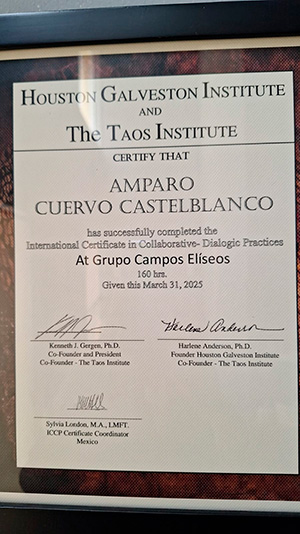 HOUSTON GALVESTON INSTITUTE
AND
THE TAOS INSTITUTE
CERTIFY THAT
AMPARO
CUERVO CASTELBLANCO
has successfully completed the
International Certificate in Collaborative- Dialogic Practices
At Grupo Campos Elíseos
160 hrs.
Given this March 31, 2025
Harlene Anderson
Kenneth J. Gergen, Ph.D.
Co-Founder and President
Co-Founder - The Taos Institute
Harlene Anderson, Ph.D.
Founder Houston Galveston Institute
Co-Founder - The Taos Institute
Sylvia London, M.A., LMFT.
ICCP Certificate Coordinator
Mexico